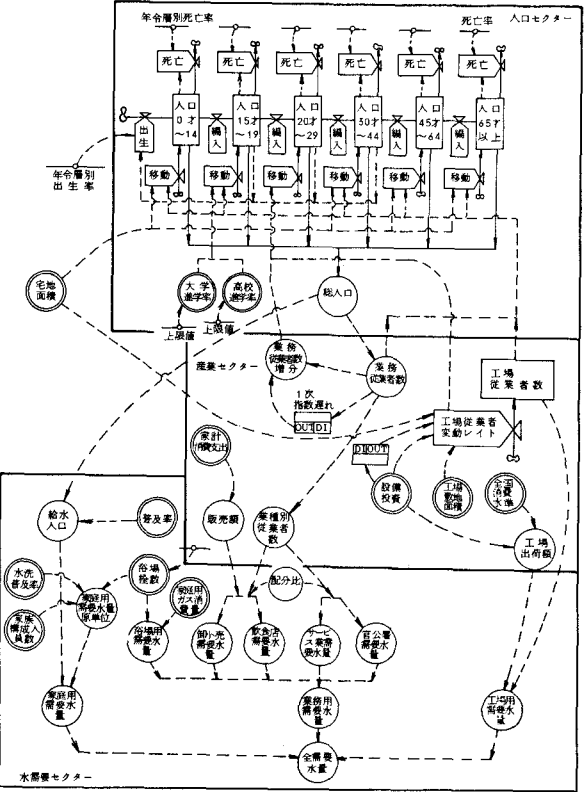 年令層別死亡率
死亡率
人口セクター
死亡
死亡
死亡
死亡
死亡
死亡
人口
0才
～14
人口
15才
～19
人口
20才
～29
人口
30才
～44
人口
45才
～64
人口
65才
以上
出生
編入
編入
編入
編入
編入
年令層別
出生率
移動
移動
移動
移動
移動
移動
宅地
面積
大学
進学率
高校
進学率
上限値
上限値
総人口
産業セクター
業務
従業者数
増分
業務
従業者数
1次
指数遅れ
OUT
DI
工場
従業者数
工場従業者
変動レイト
DI
OUT
家計
消費支出
設備
投資
工場
敷地
面積
全国
消費
水準
給水
人口
普及率
販売額
業種別
従業者
数
工場
出荷額
水洗
普及率
浴場
栓数
家庭用
ガス消
費量
配分比
家族
構成人
員数
家庭用
需要水量
原単位
浴場用
需要水
量
卸小売
需要水
量
飲食店
需要水
量
サービ
ス業需
要水量
官公署
需要水
量
家庭用
需要水
量
業務用
需要水
量
工場用
需要水
量
全需要
水量
水需要セクター